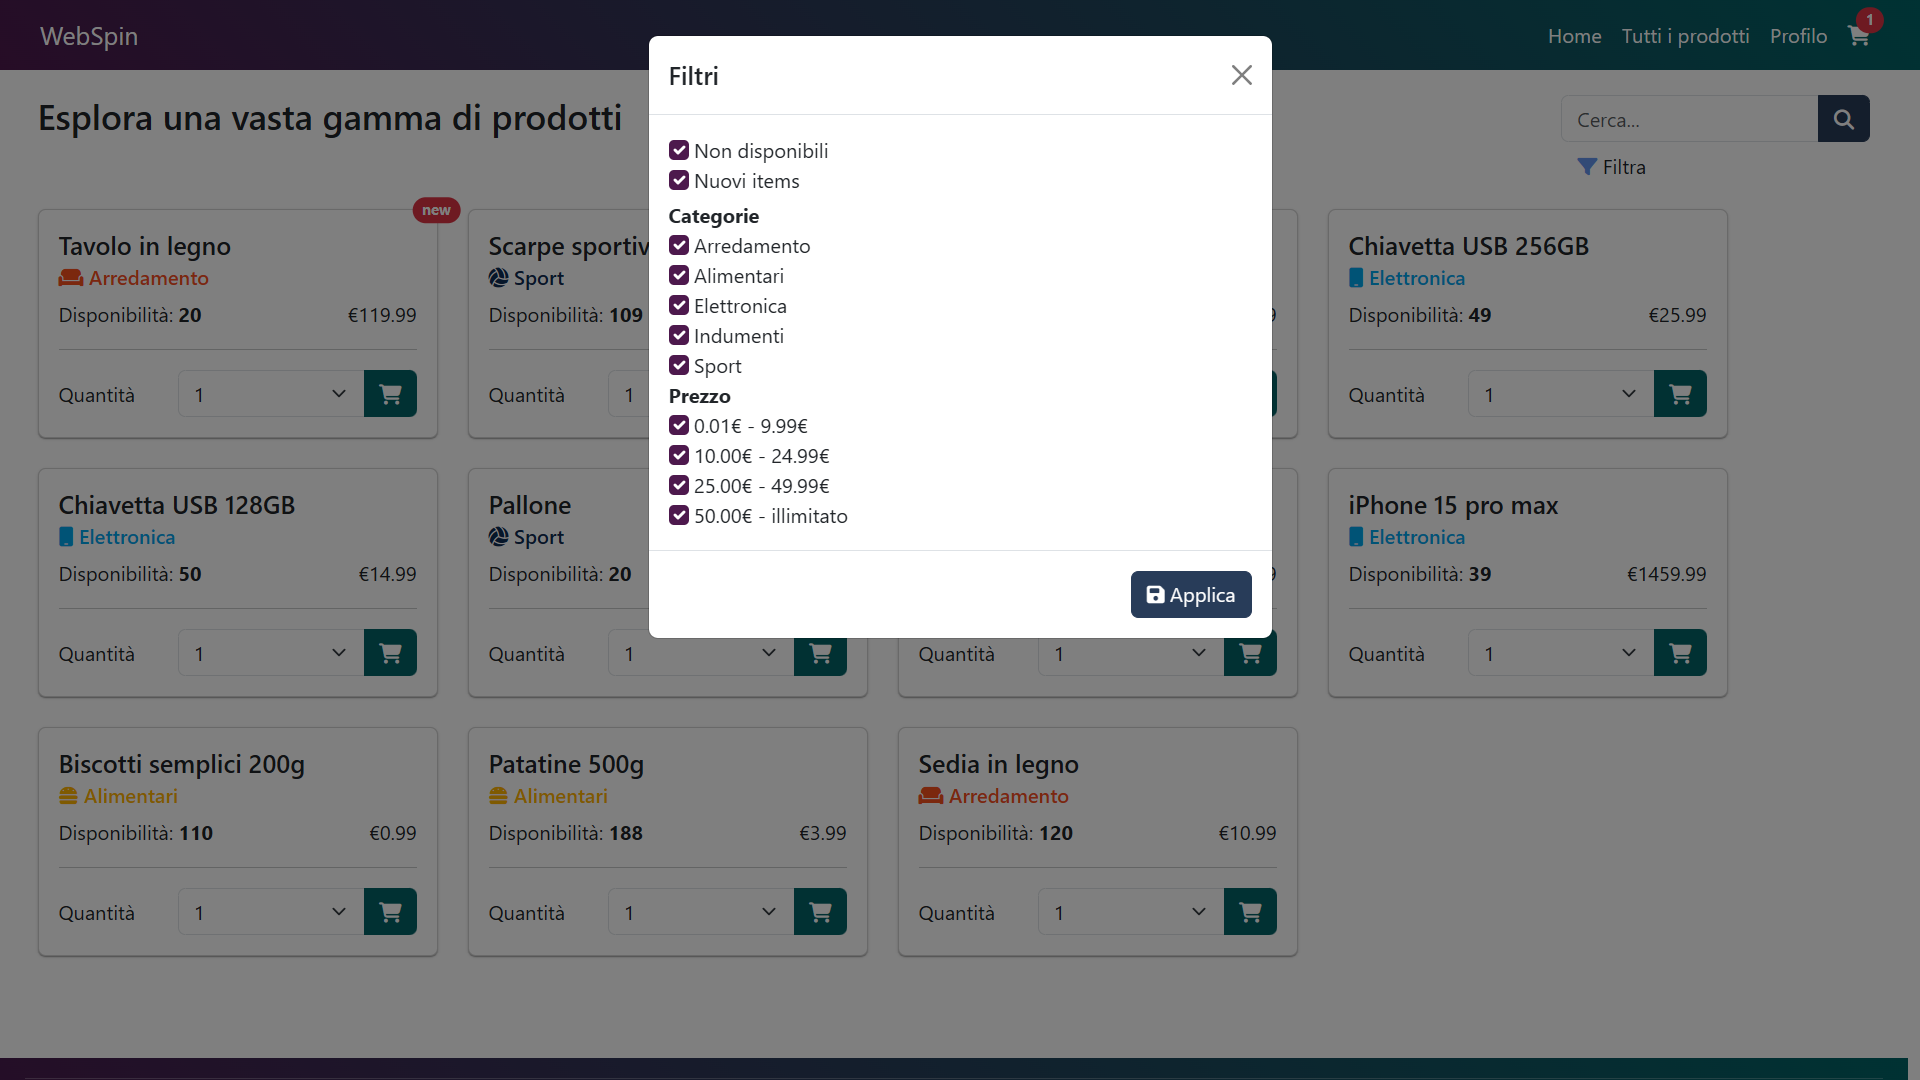 WebSpin
Home Tutti i prodotti Profilo 1
Esplora una vasta gamma di prodotti
Cerca...
Filtra
Filtri
Non disponibili
Nuovi items
Categorie
Arredamento
Alimentari
Elettronica
Indumenti
Sport
Prezzo
0.01€ - 9.99€
10.00€ - 24.99€
25.00€ - 49.99€
50.00€ - illimitato
Applica
new
Tavolo in legno
Arredamento
Disponibilità: 20 €119.99
Quantità 1
Scarpe
Sport
Disponibilità: 109
Quantità 1
Chiavetta USB 256GB
Elettronica
Disponibilità: 49 €25.99
Quantità 1
Chiavetta USB 128GB
Elettronica
Disponibilità: 50 €14.99
Quantità 1
Pallone
Sport
Disponibilità: 20
Quantità 1
Quantità 1
iPhone 15 pro max
Elettronica
Disponibilità: 39 €1459.99
Quantità 1
Biscotti semplici 200g
Alimentari
Disponibilità: 110 €0.99
Quantità 1
Patatine 500g
Alimentari
Disponibilità: 188 €3.99
Quantità 1
Sedia in legno
Arredamento
Disponibilità: 120 €10.99
Quantità 1